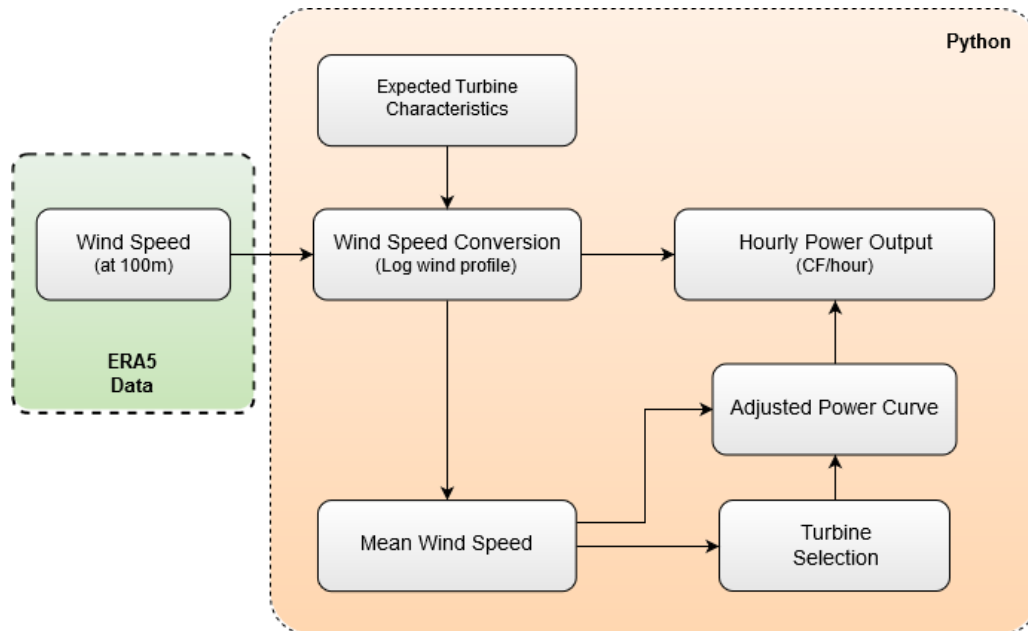 Python
Expected Turbine
Characteristics
Wind Speed
(at 100m)
Wind Speed Conversion
(Log wind profile)
Hourly Power Output
(CF/hour)
ERA5
Data
Adjusted Power Curve
Mean Wind Speed
Turbine
Selection